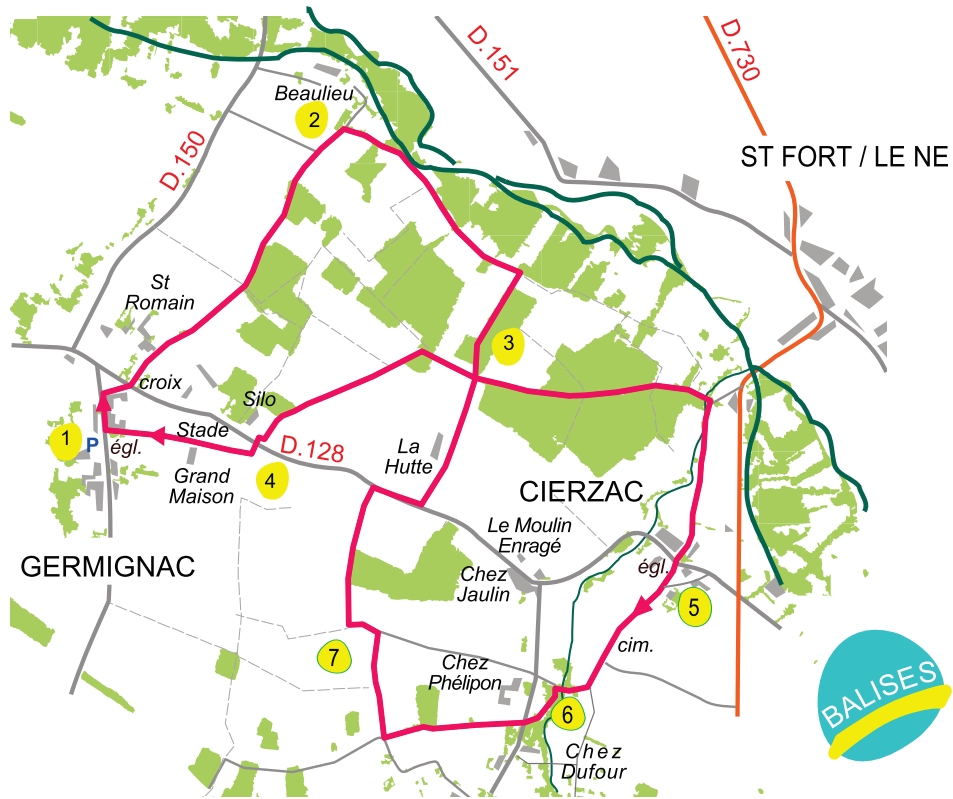 D.151
D.730
Beaulieu
2
D.150
ST FORT / LE NE
St
Romain
3
croix
Silo
1
P
égl.
Stade
D.128
La
Hutte
Grand
Maison
4
CIERZAC
Le Moulin
Enragé
GERMIGNAC
Chez
Jaulin
égl.
5
cim.
7
Chez
Phélipon
6
BALISES
Chez
Dufour